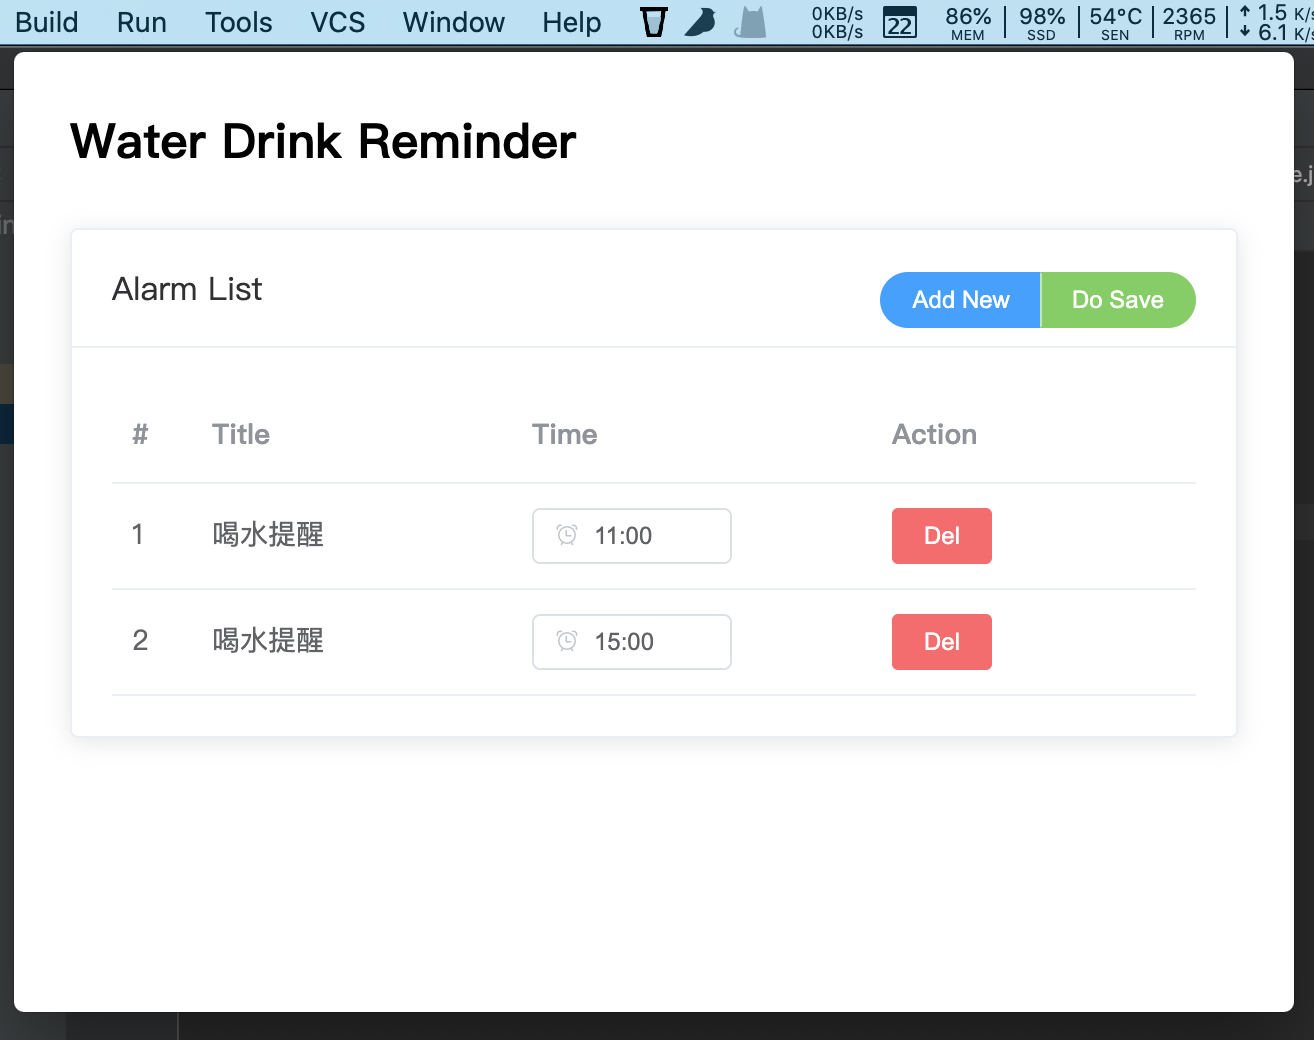 Build Run Tools VCS Window Help 0KB/s 0KB/s 22 86% MEM 98% SSD 54°C SEN 2365 RPM ↑ 1.5 K/s ↓ 6.1 K/s
Water Drink Reminder
e.j
in
Alarm List Add New Do Save
# Title Time Action
1 喝水提醒 11:00 Del
2 喝水提醒 15:00 Del